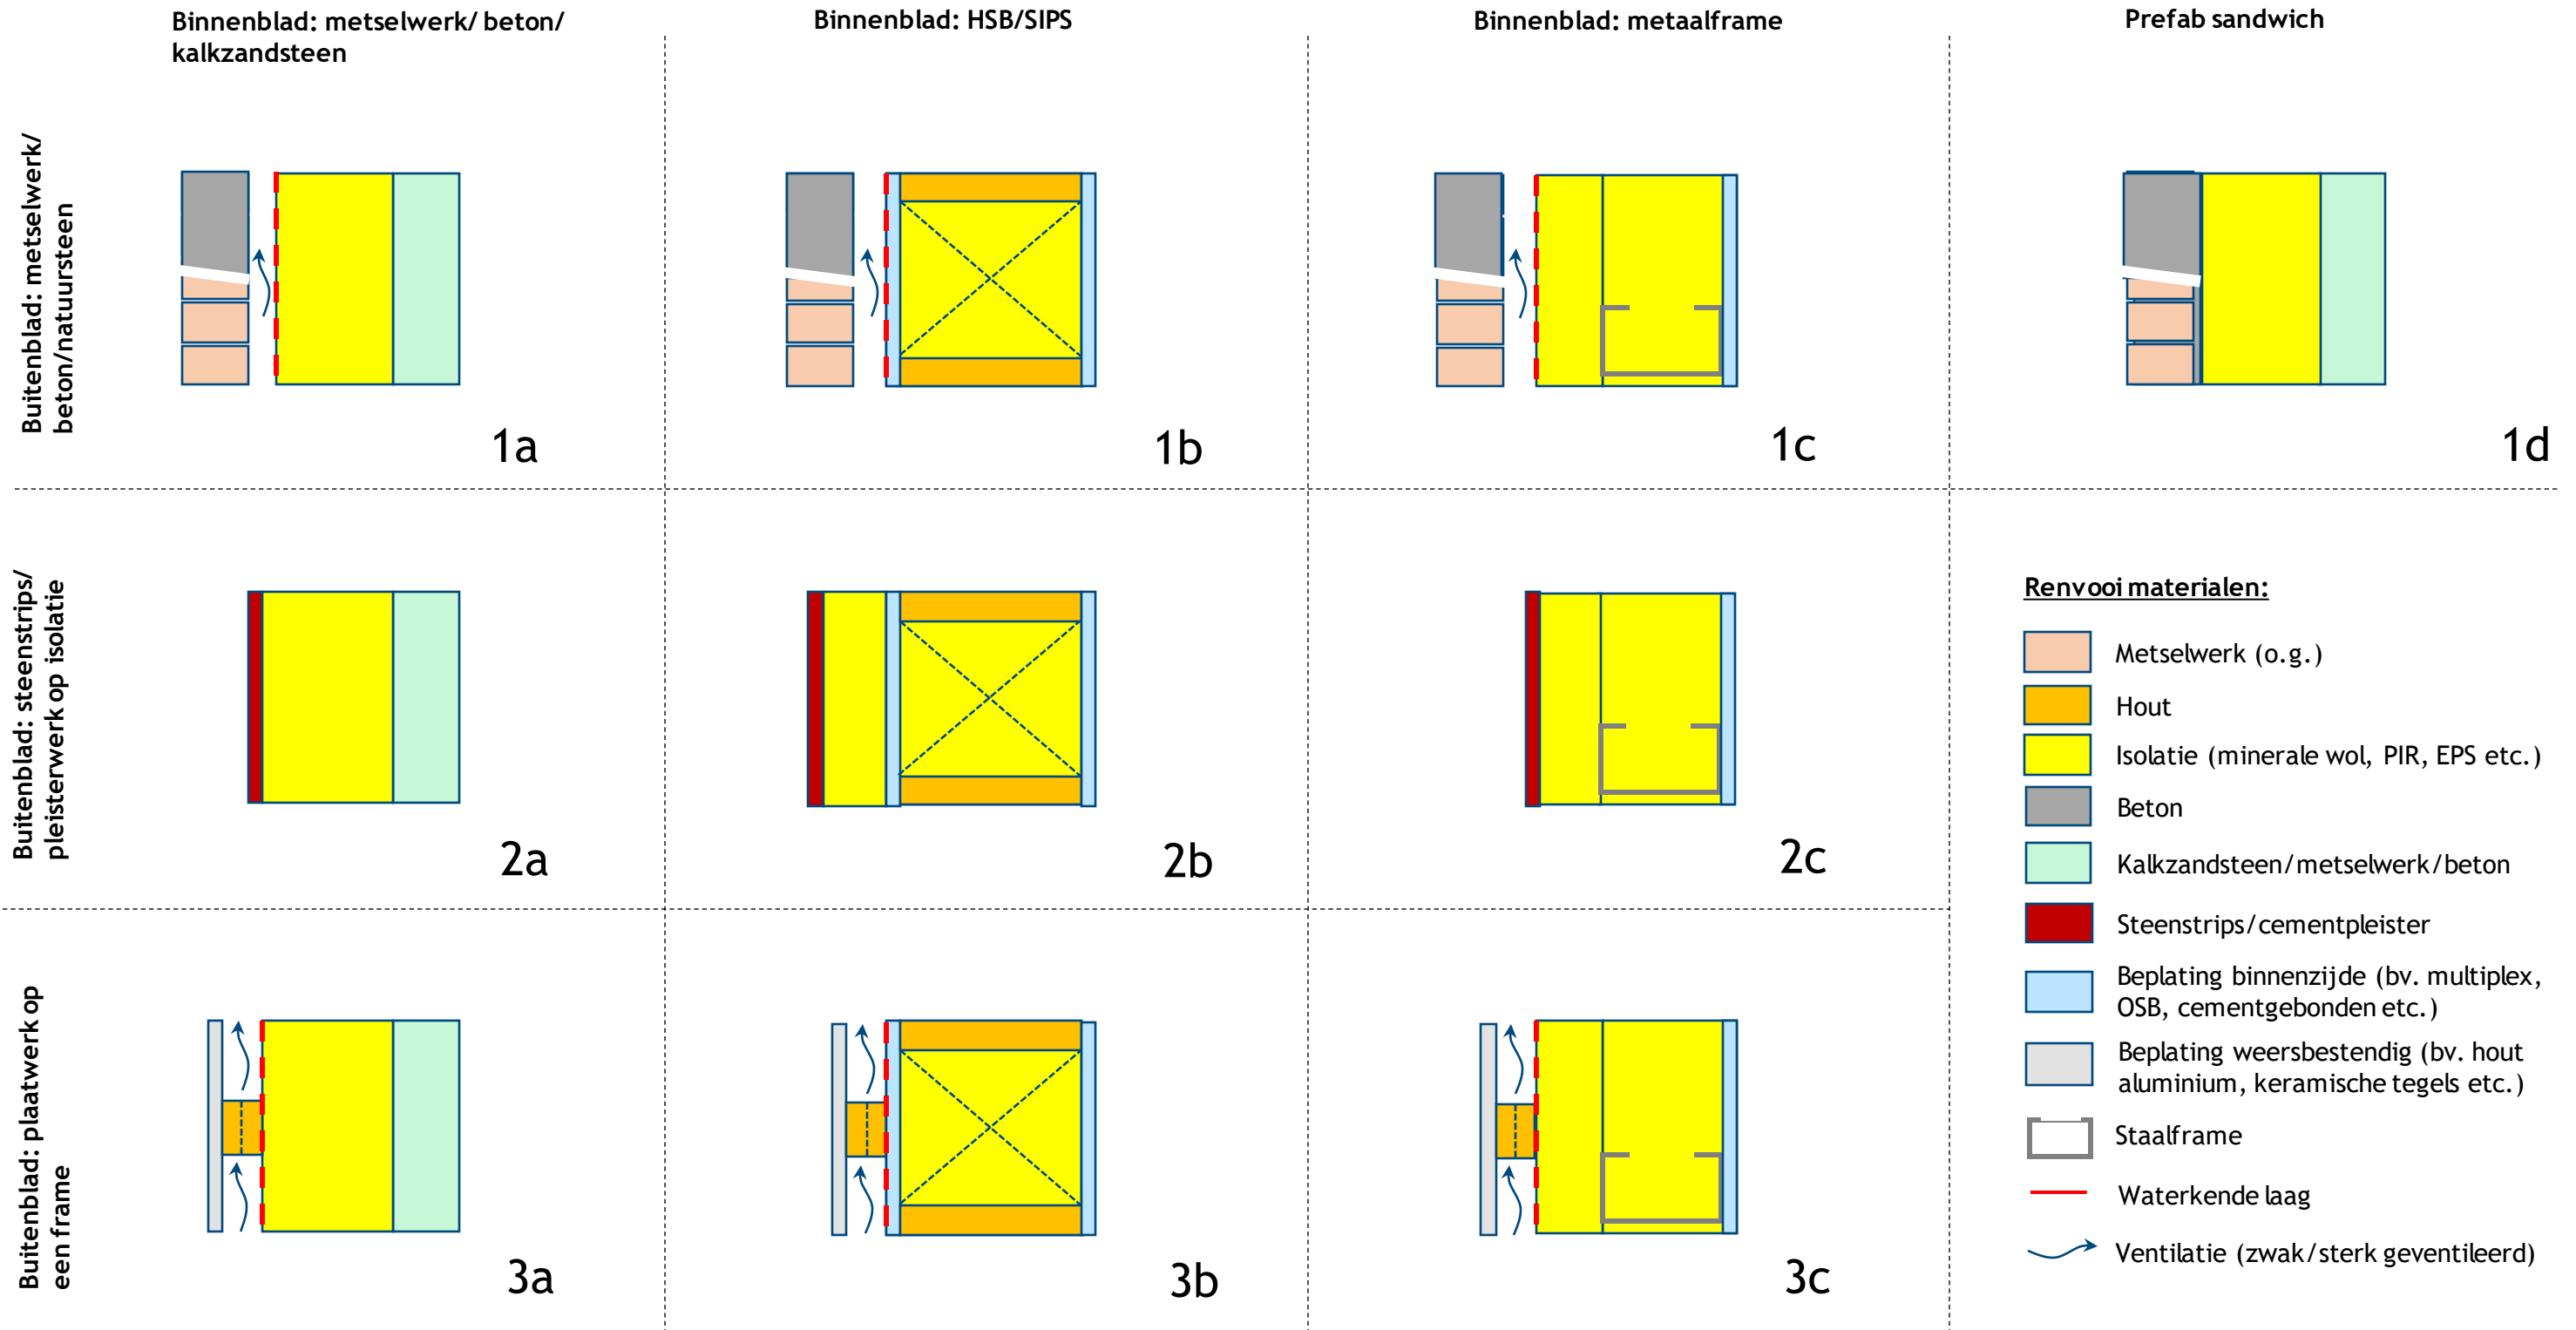 Binnenblad: metselwerk/ beton/
kalkzandsteen
Binnenblad: HSB/SIPS
Binnenblad: metaalframe
Prefab sandwich
Buitenblad: metselwerk/
beton/natuursteen
1a
1b
1c
1d
Buitenblad: steenstrips/
pleisterwerk op isolatie
2a
2b
2c
Buitenblad: plaatwerk op
een frame
3a
3b
3c
Renvooi materialen:
Metselwerk (o.g.)
Hout
Isolatie (minerale wol, PIR, EPS etc.)
Beton
Kalkzandsteen/metselwerk/beton
Steenstrips/cementpleister
Beplating binnenzijde (bv. multiplex,
OSB, cementgebonden etc.)
Beplating weersbestendig (bv. hout
aluminium, keramische tegels etc.)
Staalframe
Waterkende laag
Ventilatie (zwak/sterk geventileerd)